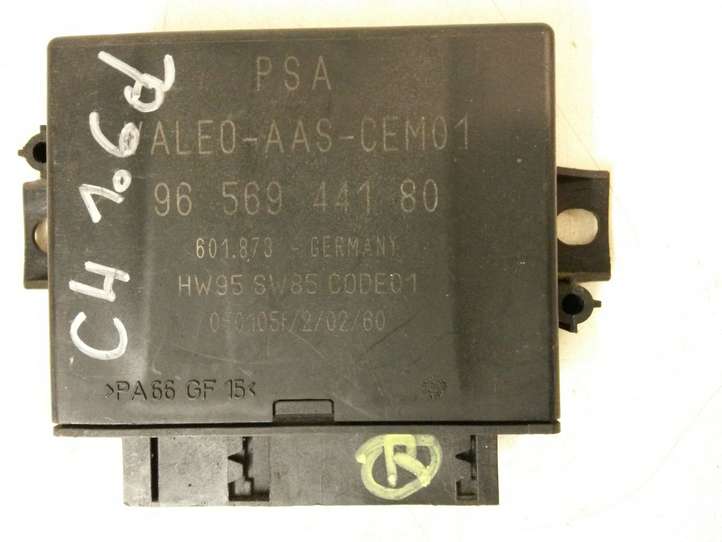 PSA
VALEO-AAS-CEM01
96 569 441 80
601.873 - GERMANY
HW95 SW85 CODE01
>PA66 GF 15<
C4 1.6d
R